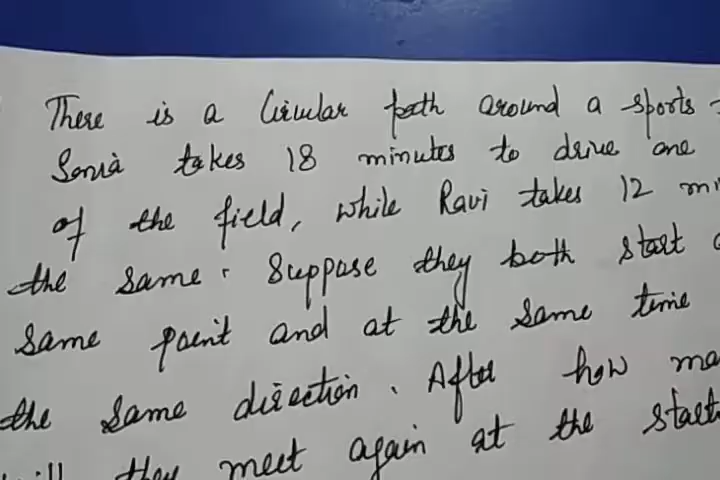 There is a Circular path around a sports
Sonia takes 18 minutes to drive one
of the field, while Ravi takes 12
the same. Suppose they both start
same point and at the same time
the same direction. After how
they meet again at the